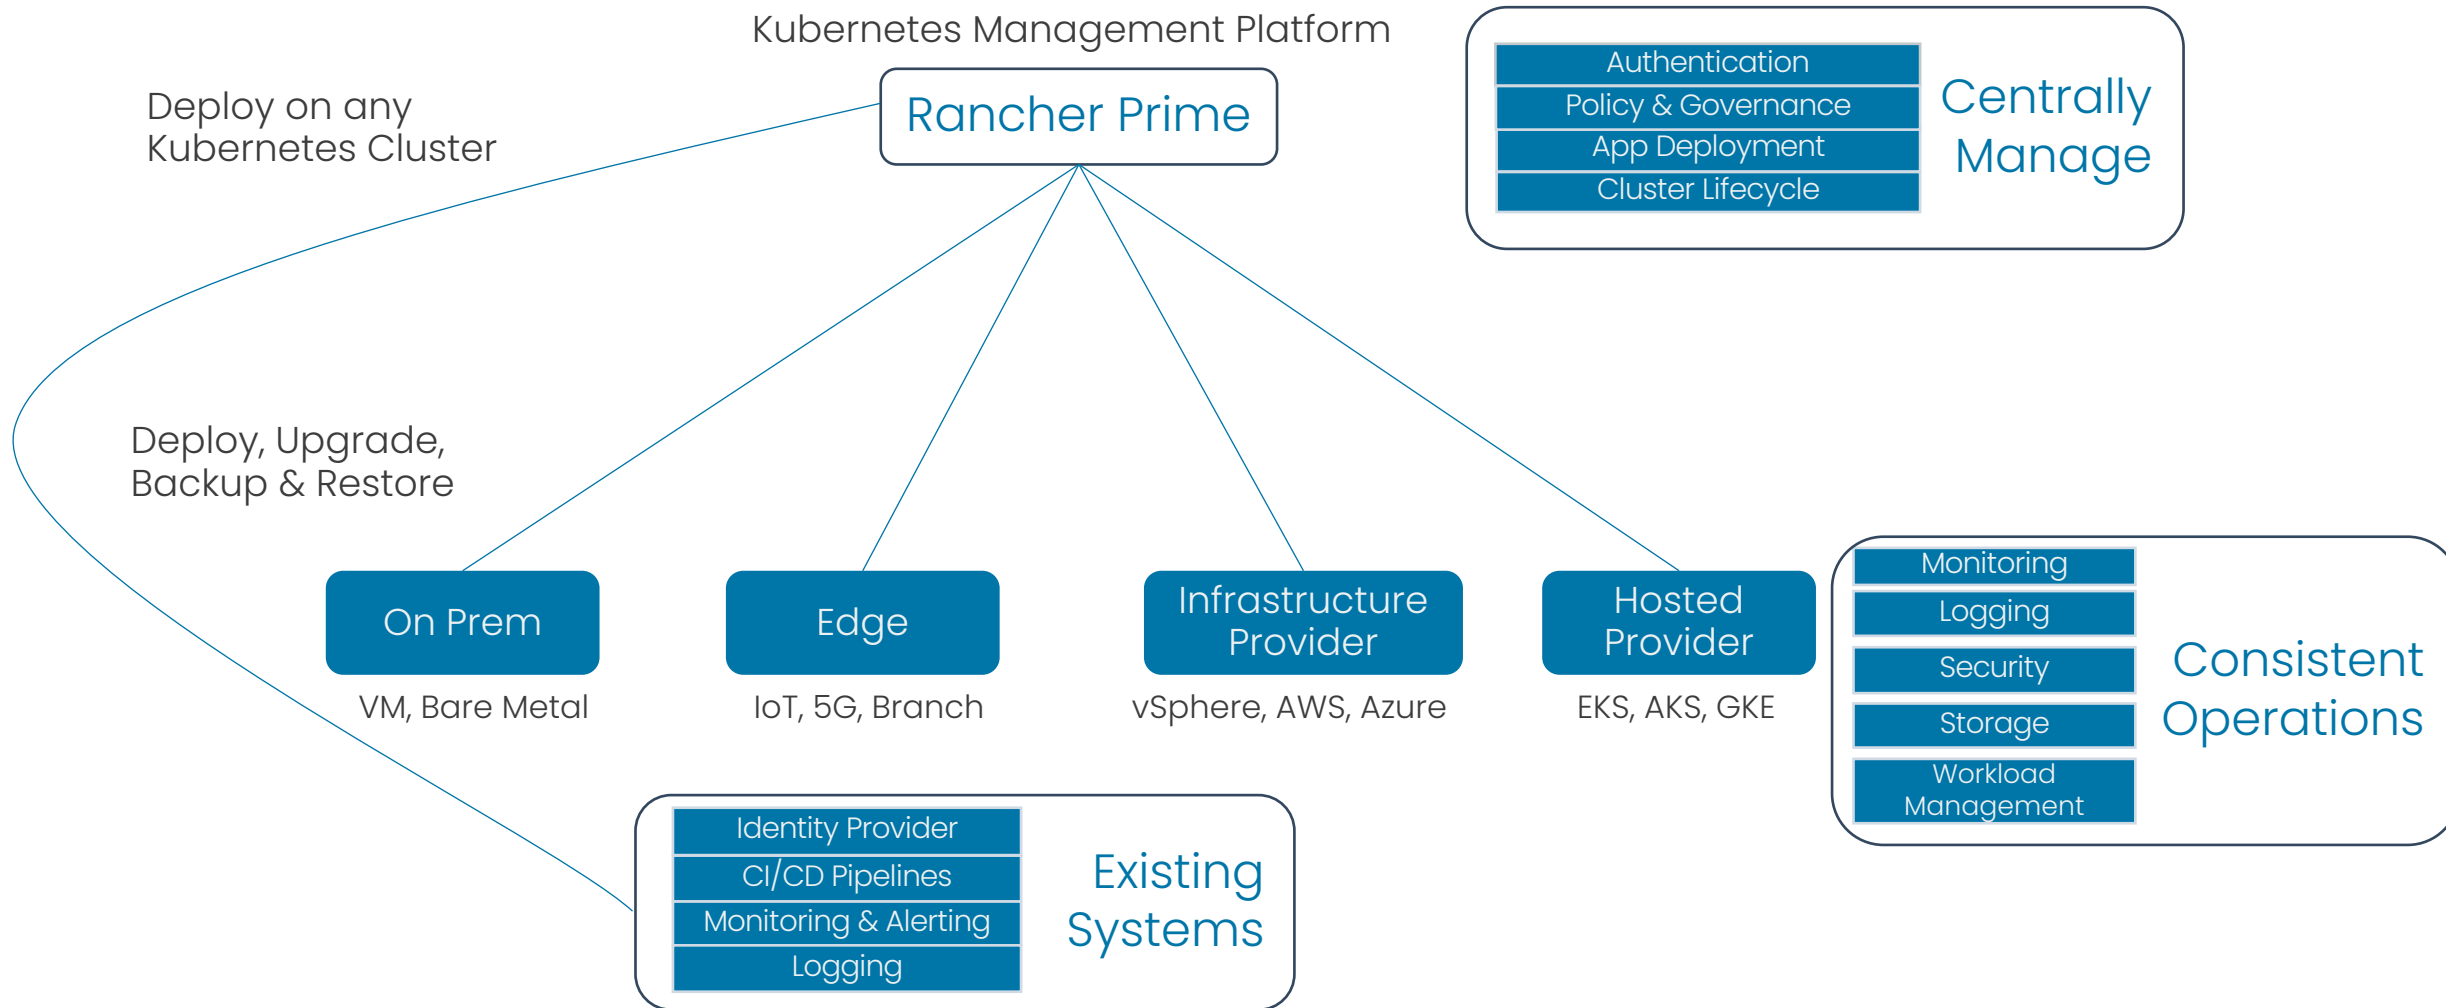 Kubernetes Management Platform
Rancher Prime
Authentication
Policy & Governance
App Deployment
Cluster Lifecycle
Centrally
Manage
Deploy on any
Kubernetes Cluster
Deploy, Upgrade,
Backup & Restore
On Prem
VM, Bare Metal
Edge
IoT, 5G, Branch
Infrastructure
Provider
vSphere, AWS, Azure
Hosted
Provider
EKS, AKS, GKE
Monitoring
Logging
Security
Storage
Workload
Management
Consistent
Operations
Identity Provider
CI/CD Pipelines
Monitoring & Alerting
Logging
Existing
Systems